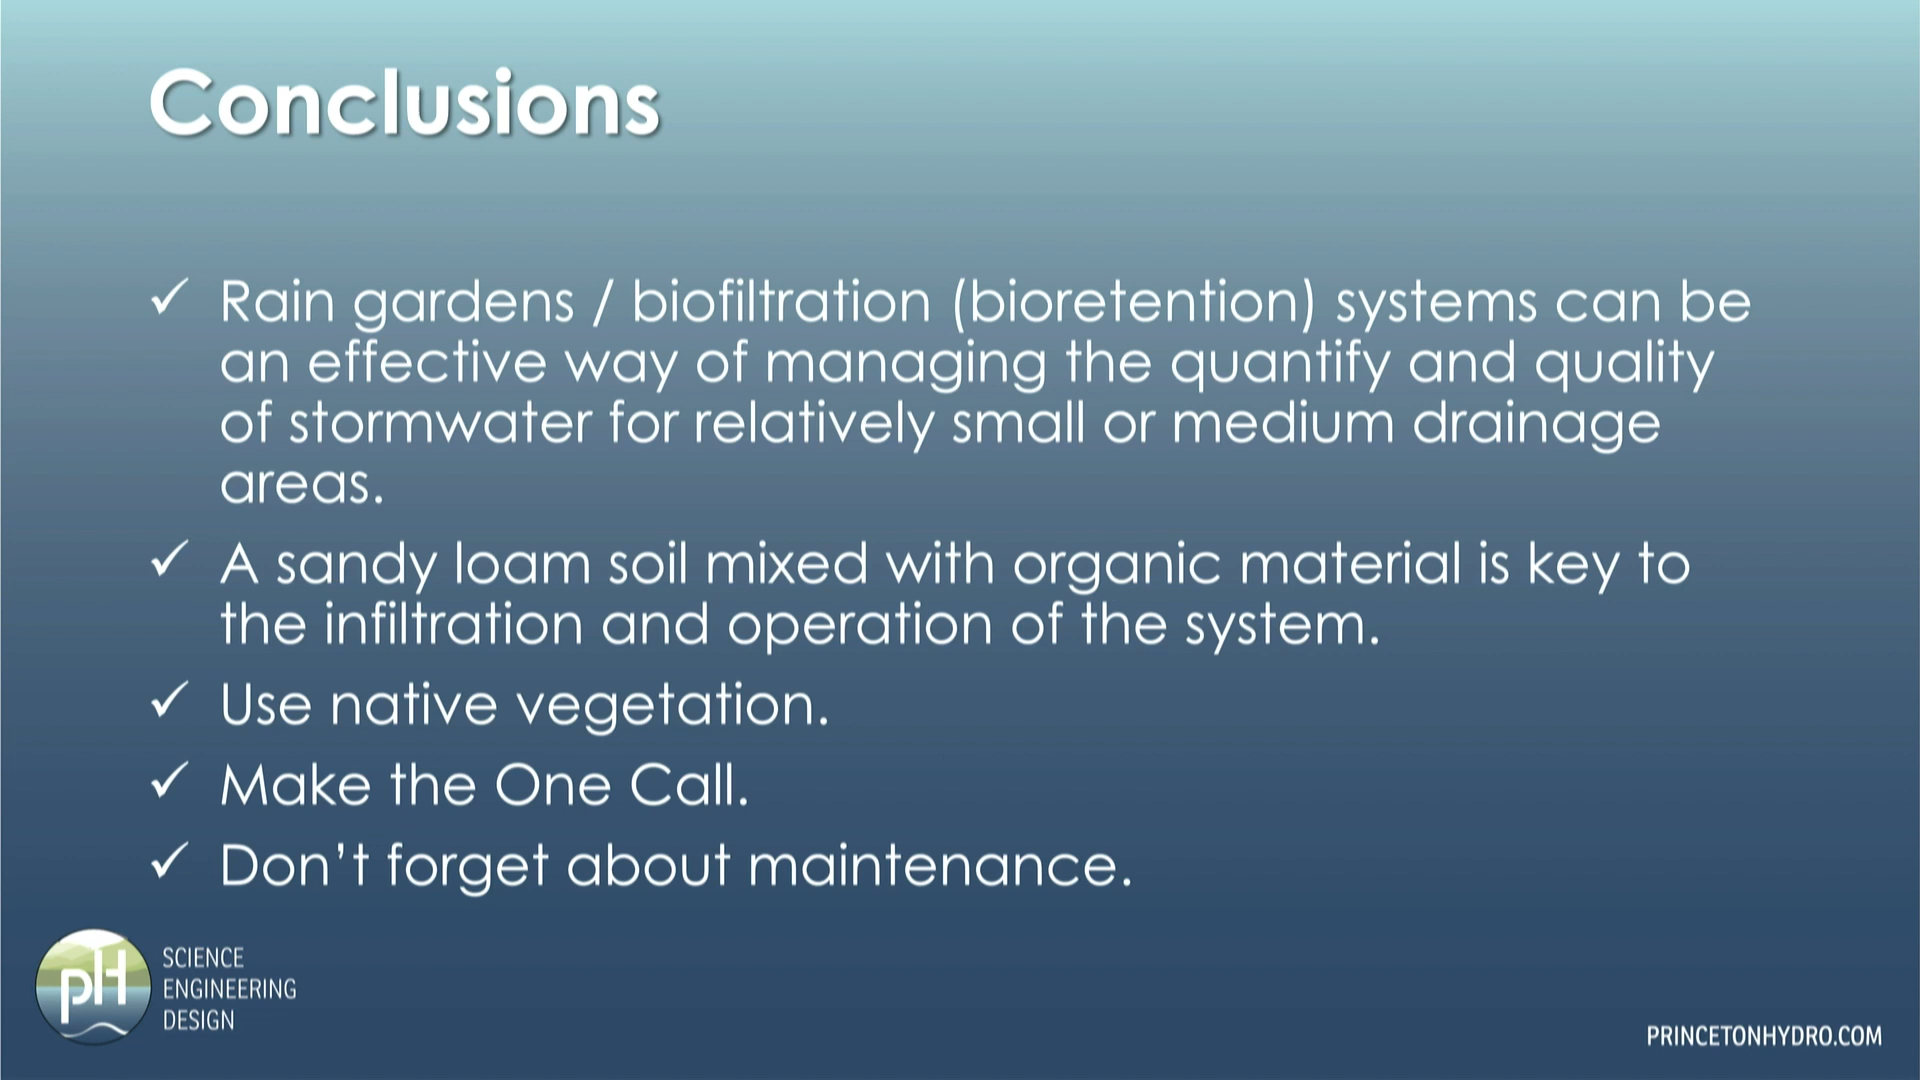 Conclusions
✓ Rain gardens / biofiltration (bioretention) systems can be
an effective way of managing the quantify and quality
of stormwater for relatively small or medium drainage
areas.
✓ A sandy loam soil mixed with organic material is key to
the infiltration and operation of the system.
✓ Use native vegetation.
✓ Make the One Call.
✓ Don’t forget about maintenance.
pH
SCIENCE
ENGINEERING
DESIGN
PRINCETONHYDRO.COM